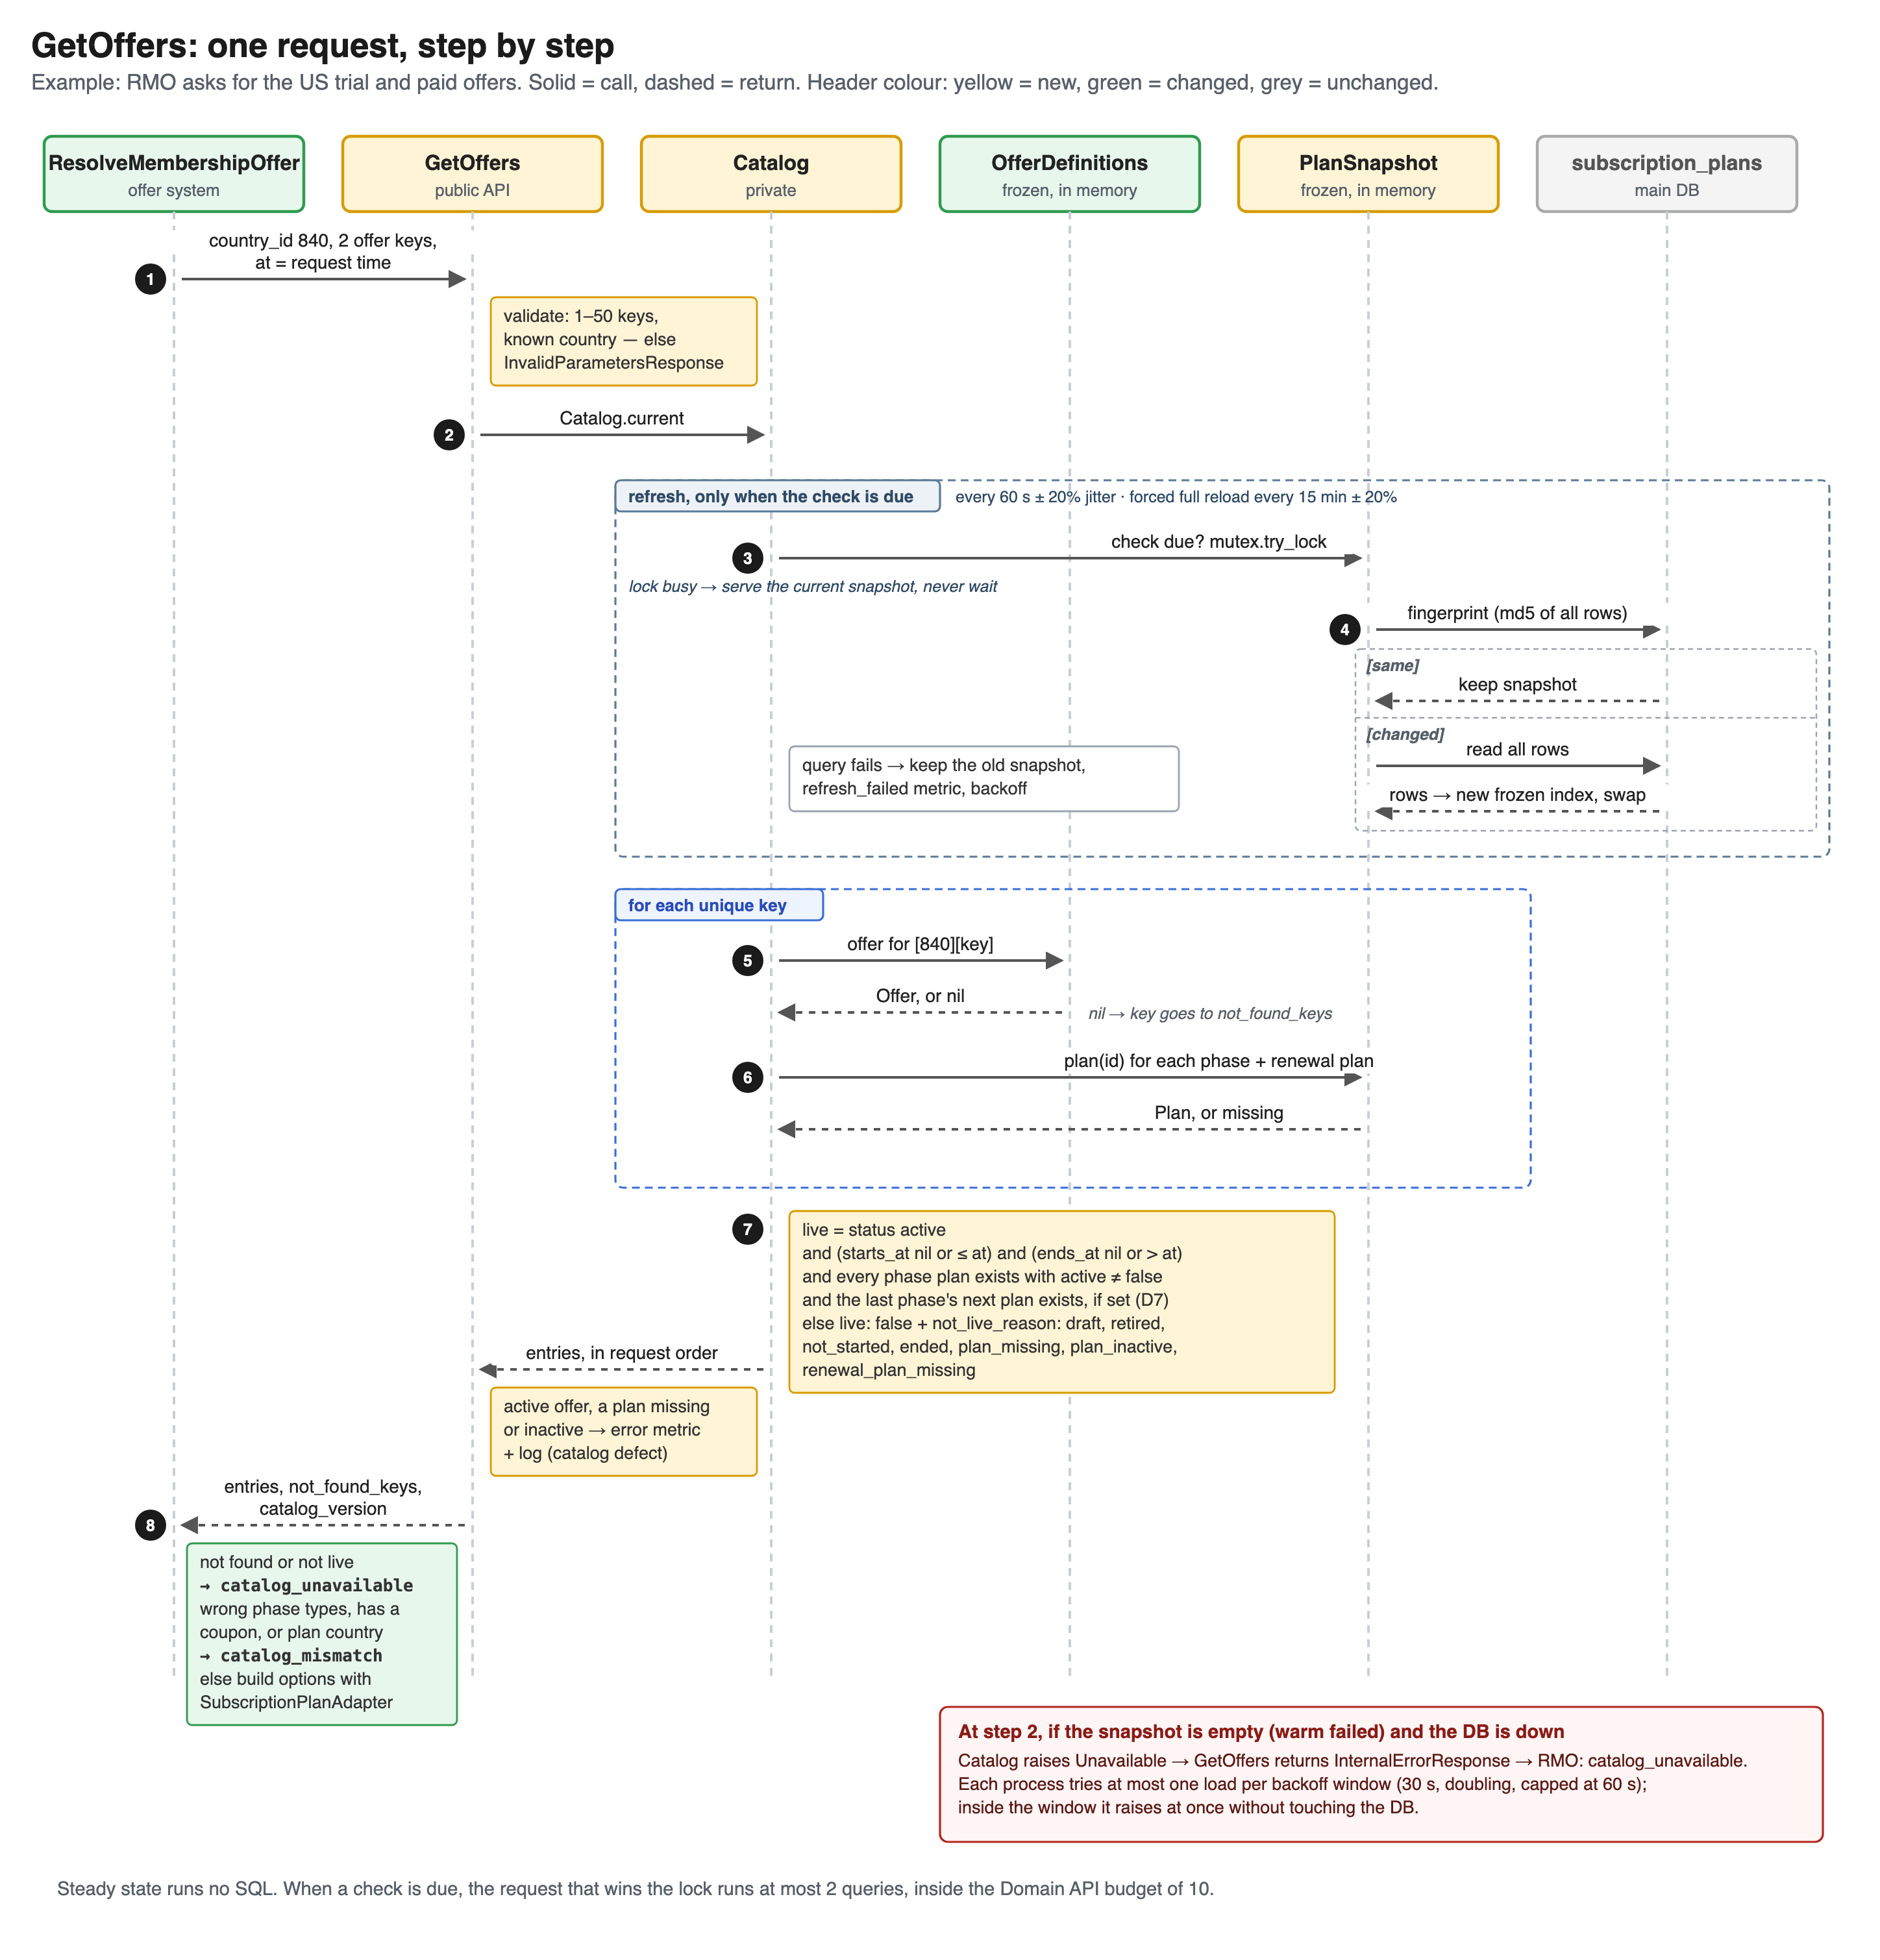 GetOffers: one request, step by step
Example: RMO asks for the US trial and paid offers. Solid = call, dashed = return. Header colour: yellow = new, green = changed, grey = unchanged.
ResolveMembershipOffer
offer system
GetOffers
public API
Catalog
private
OfferDefinitions
frozen, in memory
PlanSnapshot
frozen, in memory
subscription_plans
main DB
country_id 840, 2 offer keys,
at = request time
1
validate: 1–50 keys,
known country — else
InvalidParametersResponse
Catalog.current
2
refresh, only when the check is due
every 60 s ± 20% jitter · forced full reload every 15 min ± 20%
check due? mutex.try_lock
3
lock busy → serve the current snapshot, never wait
fingerprint (md5 of all rows)
4
[same]
keep snapshot
[changed]
read all rows
query fails → keep the old snapshot,
refresh_failed metric, backoff
rows → new frozen index, swap
for each unique key
offer for [840][key]
5
Offer, or nil
nil → key goes to not_found_keys
plan(id) for each phase + renewal plan
6
Plan, or missing
7
live = status active
and (starts_at nil or ≤ at) and (ends_at nil or > at)
and every phase plan exists with active ≠ false
and the last phase's next plan exists, if set (D7)
else live: false + not_live_reason: draft, retired,
not_started, ended, plan_missing, plan_inactive,
renewal_plan_missing
entries, in request order
active offer, a plan missing
or inactive → error metric
+ log (catalog defect)
entries, not_found_keys,
catalog_version
8
not found or not live
→ catalog_unavailable
wrong phase types, has a
coupon, or plan country
→ catalog_mismatch
else build options with
SubscriptionPlanAdapter
At step 2, if the snapshot is empty (warm failed) and the DB is down
Catalog raises Unavailable → GetOffers returns InternalErrorResponse → RMO: catalog_unavailable.
Each process tries at most one load per backoff window (30 s, doubling, capped at 60 s);
inside the window it raises at once without touching the DB.
Steady state runs no SQL. When a check is due, the request that wins the lock runs at most 2 queries, inside the Domain API budget of 10.